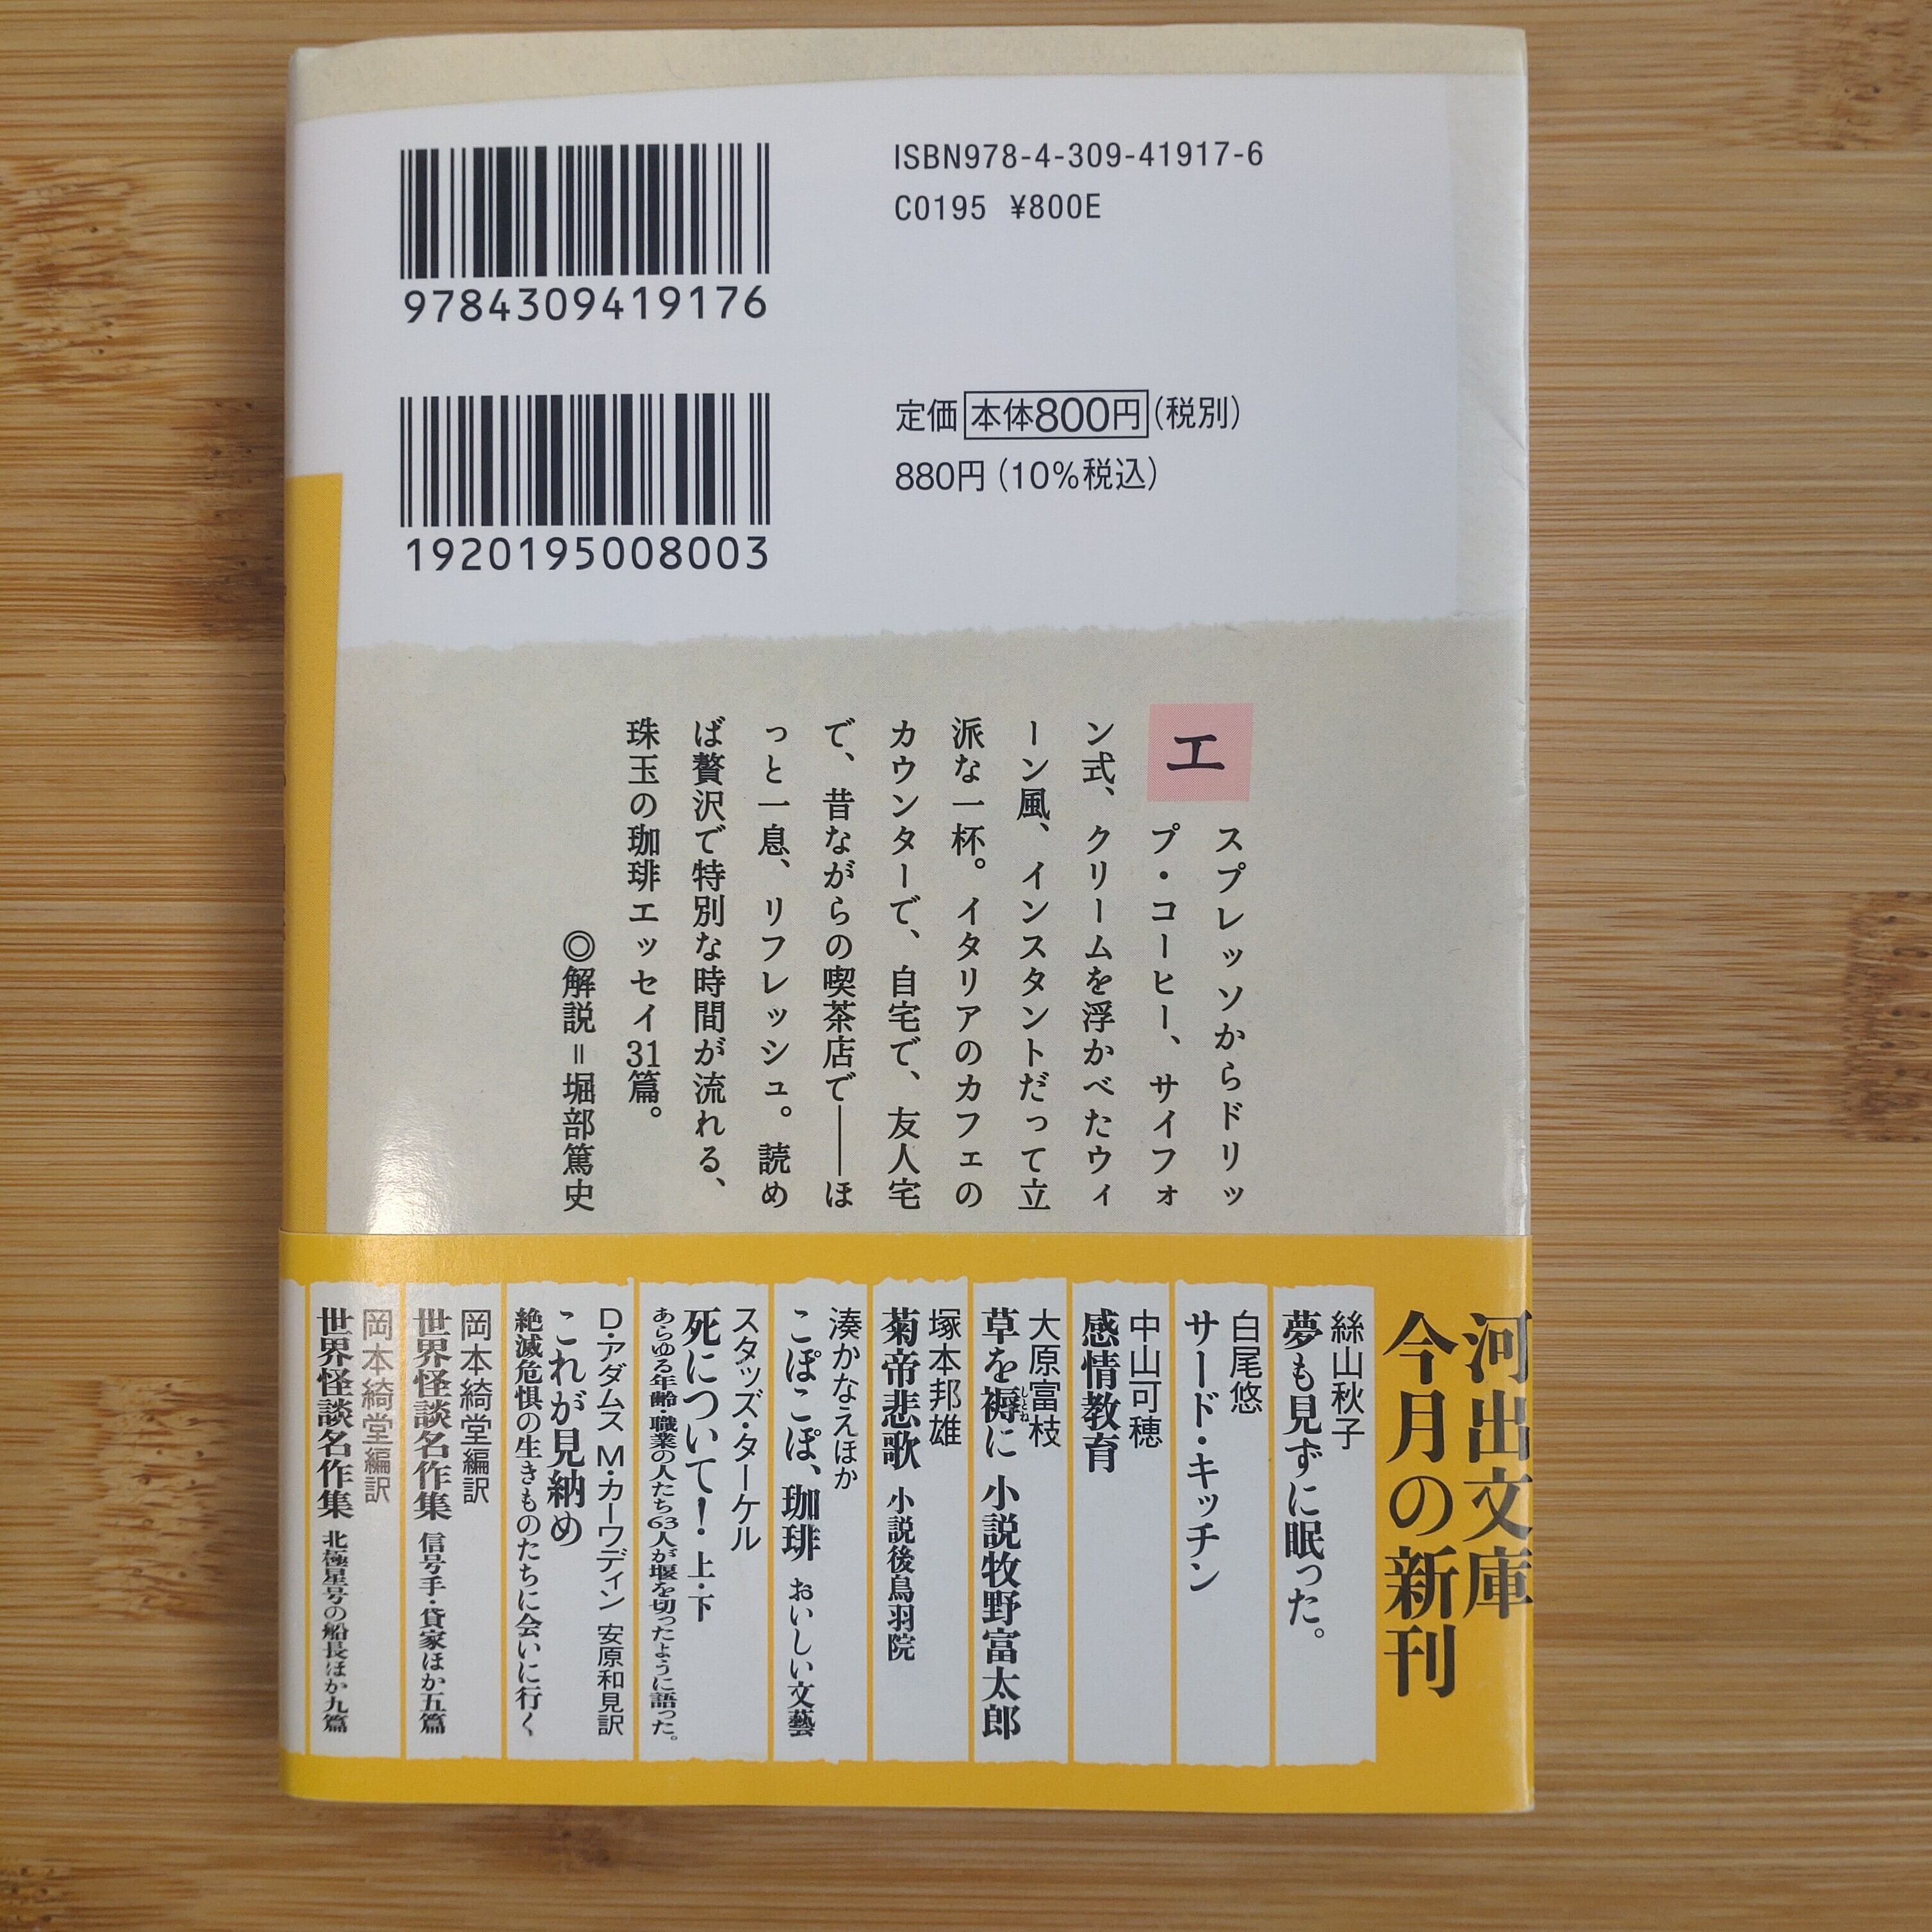 ISBN978-4-309-41917-6
C0195 ¥800E
9784309419176
定価 本体800円 (税別)
880円 (10%税込)
1920195008003
エスプレッソからドリッ
プ・コーヒー、サイフォ
ン式、クリームを浮かべたウィ
ーン風、インスタントだって立
派な一杯。イタリアのカフェの
カウンターで、自宅で、友人宅
で、昔ながらの喫茶店で――ほ
っと一息、リフレッシュ。読め
ば贅沢で特別な時間が流れる、
珠玉の珈琲エッセイ31篇。
◎解説=堀部篤史
河出文庫
今月の新刊
絲山秋子
夢も見ずに眠った。
白尾悠
サード・キッチン
中山可穂
感情教育
大原富枝
草を褥に 小説牧野富太郎
しとね
塚本邦雄
菊帝悲歌 小説後鳥羽院
湊かなえほか
こぽこぽ、珈琲 おいしい文藝
スタッズ・ターケル
死について! 上・下
あらゆる年齢・職業の人たち63人が堰を切ったように語った。
D・アダムス M・カーワディン 安原和見訳
これが見納め
絶滅危惧の生きものたちに会いに行く
岡本綺堂編訳
世界怪談名作集 信号手・貸家ほか五篇
岡本綺堂編訳
世界怪談名作集 北極星号の船長ほか九篇